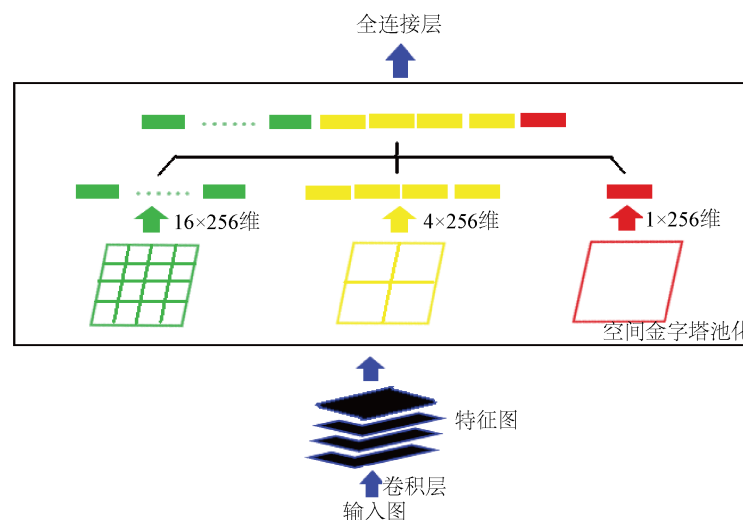 全连接层
16×256维
4×256维
1×256维
空间金字塔池化
特征图
卷积层
输入图